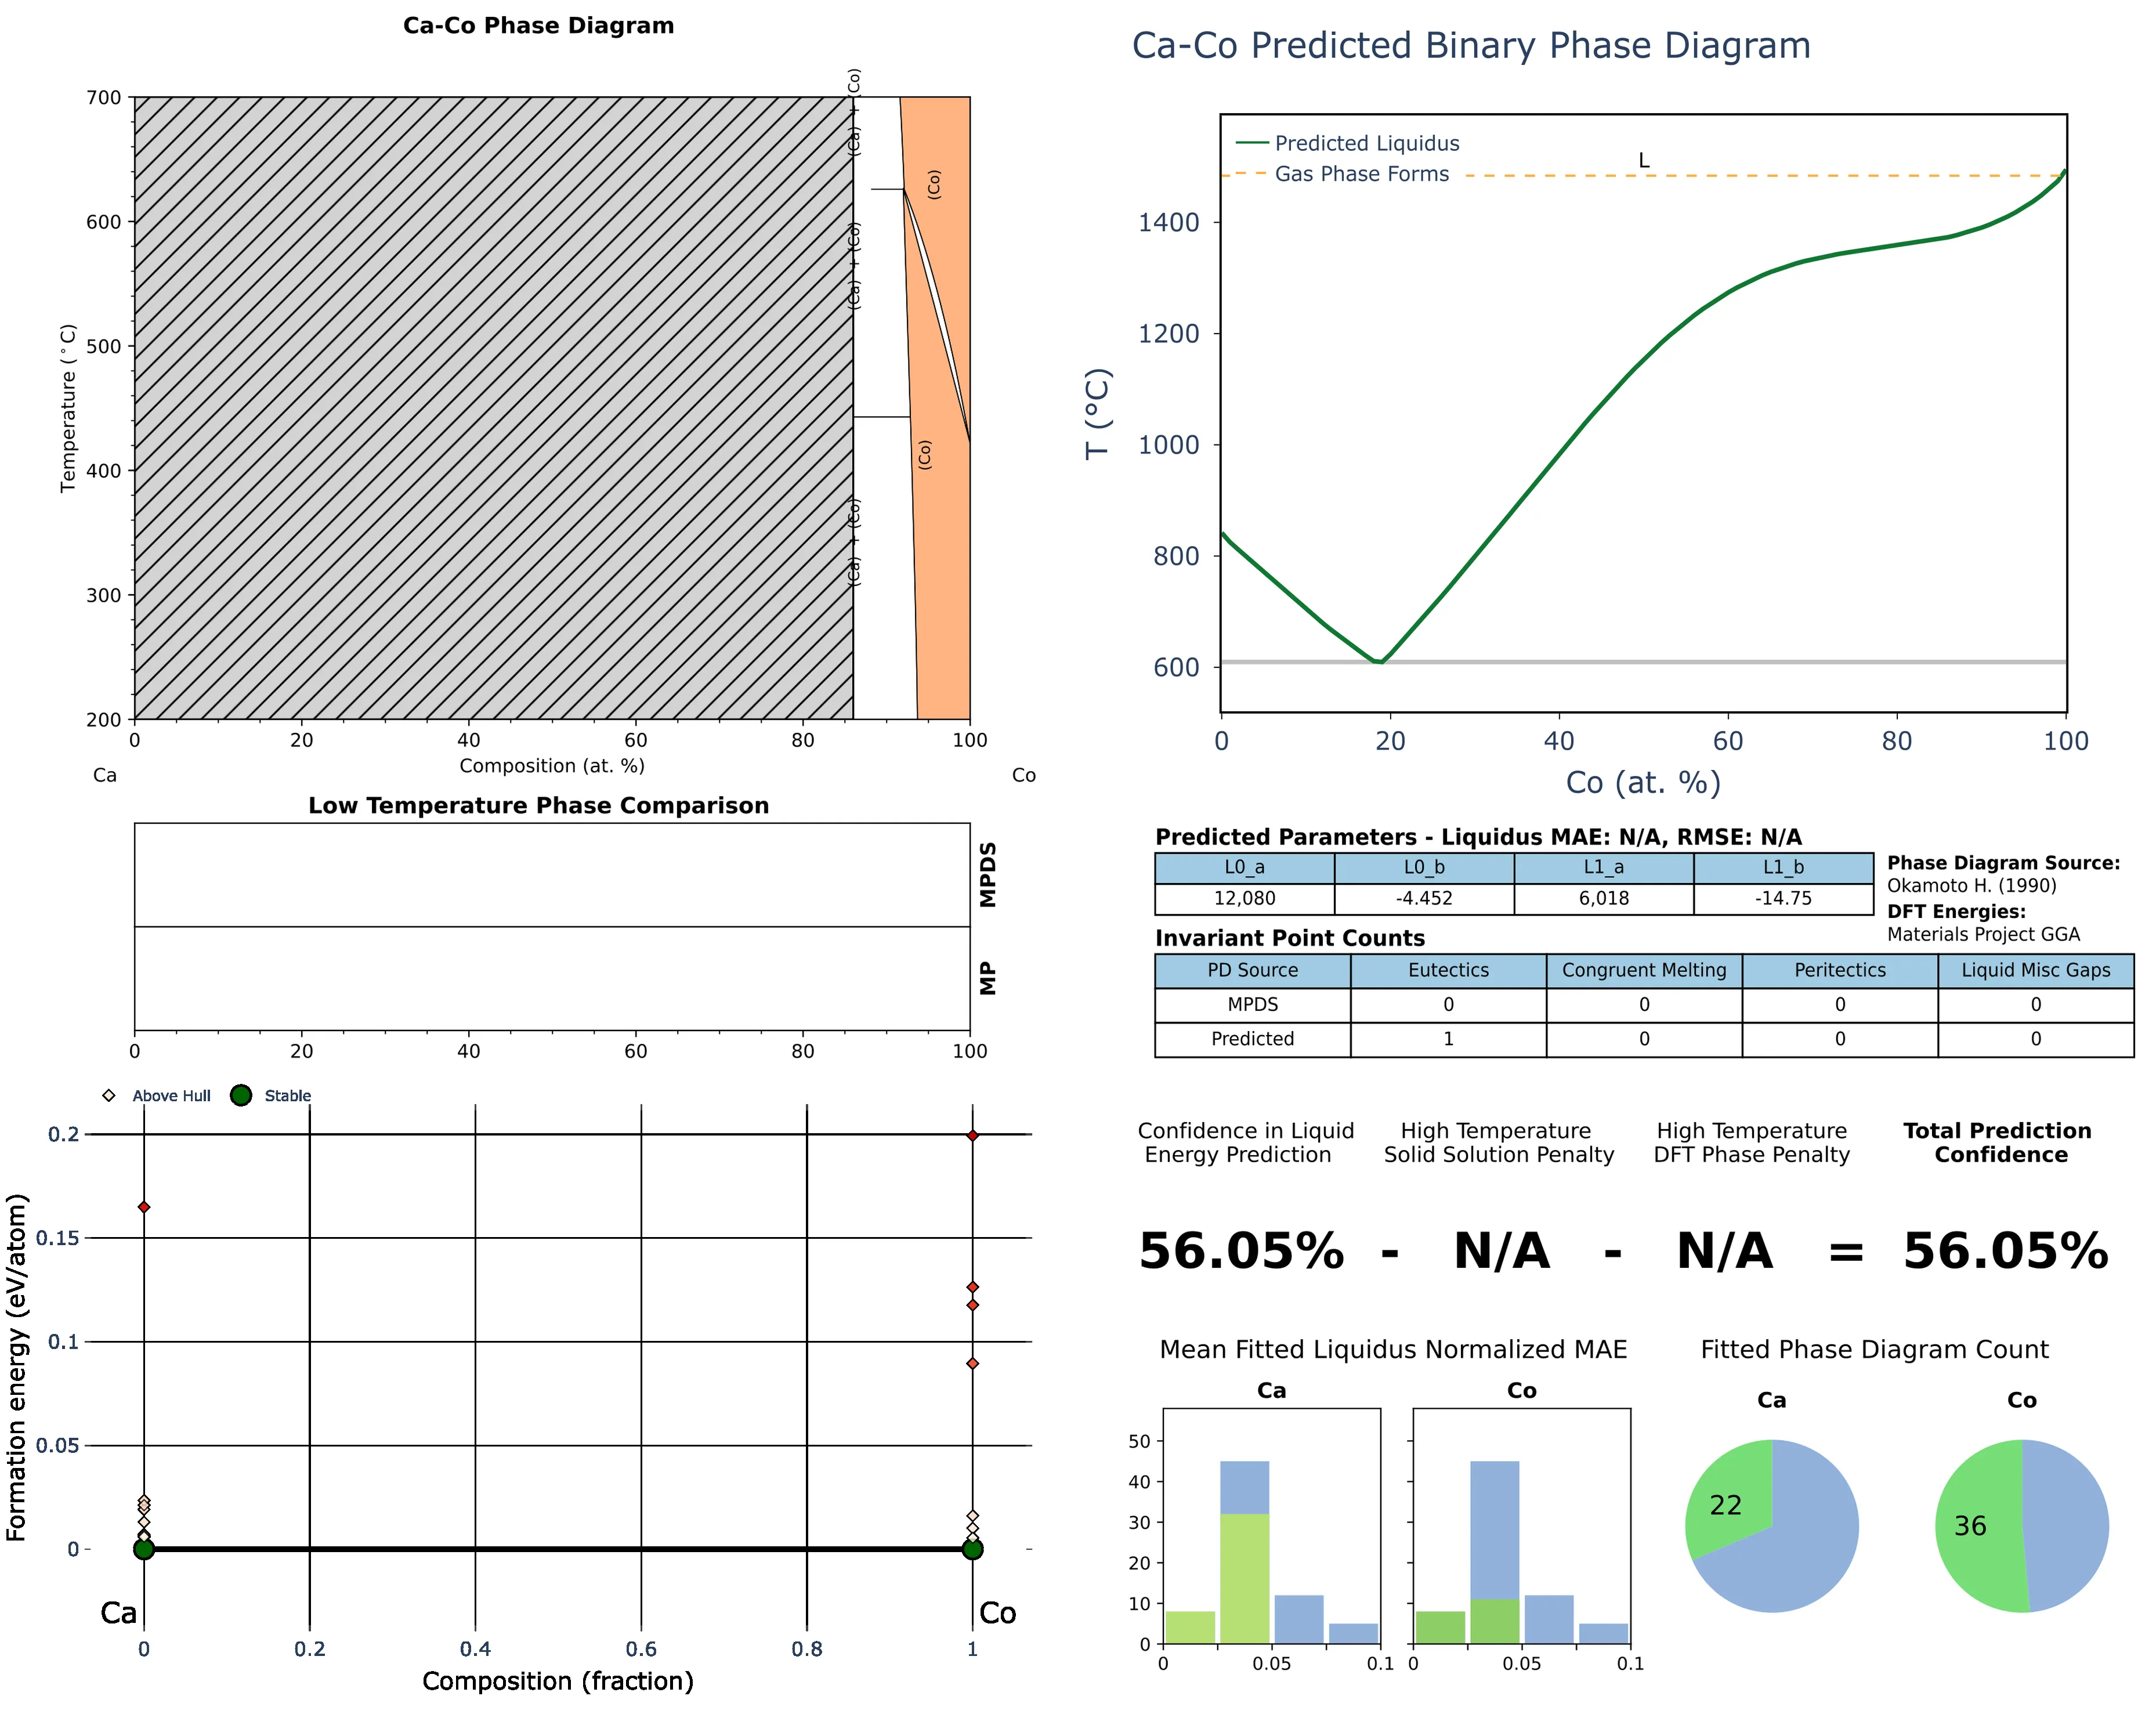 Ca-Co Phase Diagram
700
600
500
400
300
200
Temperature (°C)
(Ca) + (Co)
(Co)
(Ca) + (Co)
(Co)
(Ca) + (Co)
0 20 40 60 80 100
Composition (at. %)
Ca Co
Low Temperature Phase Comparison
MPDS
MP
0 20 40 60 80 100
Above Hull Stable
0.2
0.15
0.1
0.05
0
Formation energy (eV/atom)
Ca Co
0 0.2 0.4 0.6 0.8 1
Composition (fraction)
Ca-Co Predicted Binary Phase Diagram
Predicted Liquidus
Gas Phase Forms
L
1400
1200
1000
800
600
T (°C)
0 20 40 60 80 100
Co (at. %)
Predicted Parameters - Liquidus MAE: N/A, RMSE: N/A
L0_a L0_b L1_a L1_b
12,080 -4.452 6,018 -14.75
Phase Diagram Source:
Okamoto H. (1990)
DFT Energies:
Materials Project GGA
Invariant Point Counts
PD Source Eutectics Congruent Melting Peritectics Liquid Misc Gaps
MPDS 0 0 0 0
Predicted 1 0 0 0
Confidence in Liquid
Energy Prediction
High Temperature
Solid Solution Penalty
High Temperature
DFT Phase Penalty
Total Prediction
Confidence
56.05% - N/A - N/A = 56.05%
Mean Fitted Liquidus Normalized MAE
Ca Co
50
40
30
20
10
0
0 0.05 0.1 0 0.05 0.1
Fitted Phase Diagram Count
Ca Co
22 36